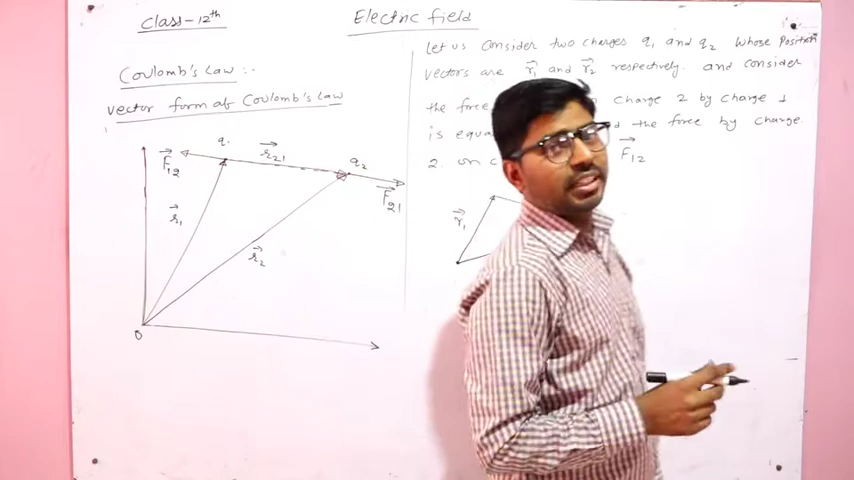 Class-12th
Electric field
Coulomb's Law :-
vector form of Coulomb's Law
F12
q1
r21
q2
F21
r1
r2
O
Let us consider two charges q1 and q2 whose position
vectors are r1 and r2 respectively. and consider
the force charge 2 by charge 1
is equa the force by charge
2. on c F12
r1